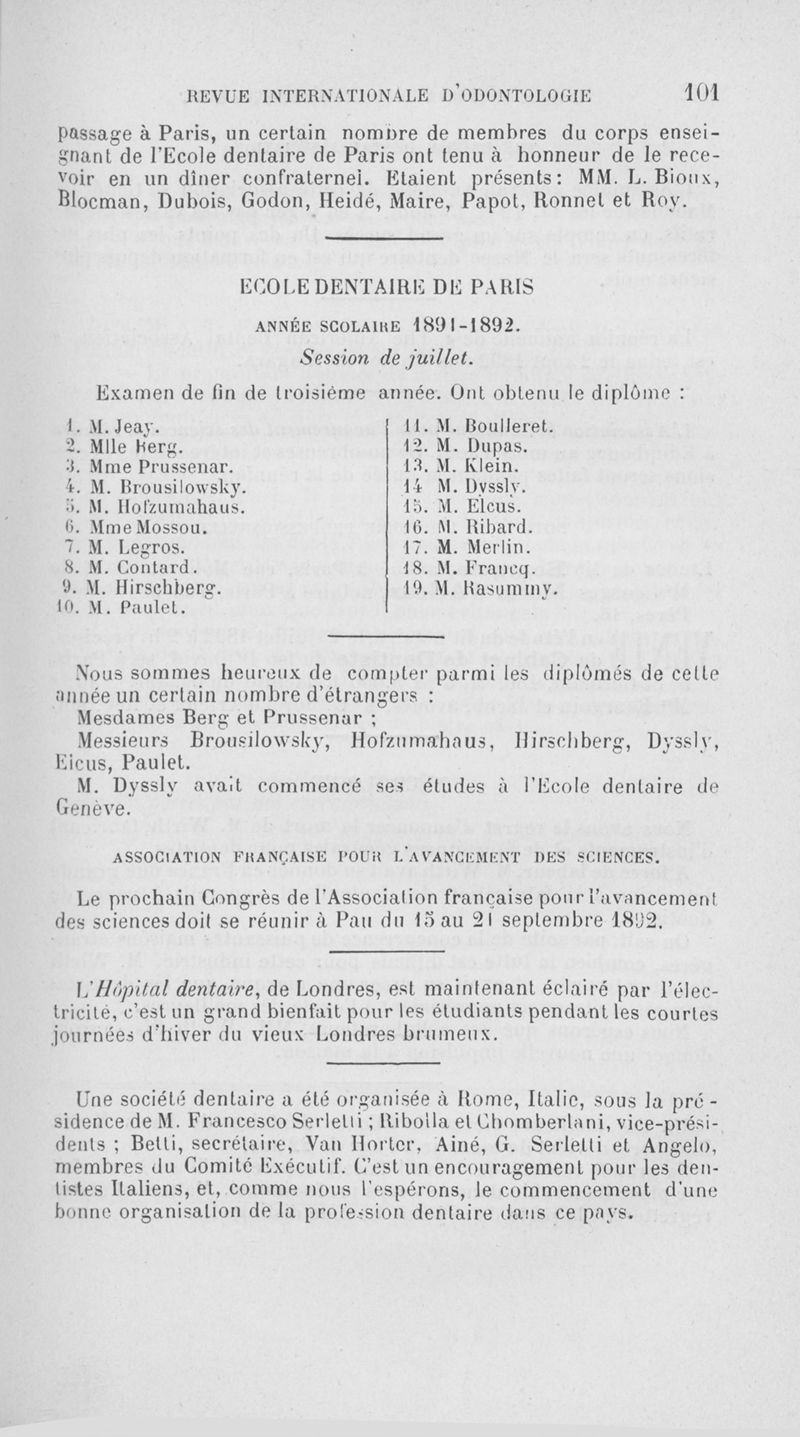 REVUE INTERNATIONALE D'ODONTOLOGIE 101
passage à Paris, un certain nombre de membres du corps ensei-
gnant de l'Ecole dentaire de Paris ont tenu à honneur de le rece-
voir en un dîner confraternel. Etaient présents: MM. L. Bioux,
Blocman, Dubois, Godon, Heidé, Maire, Papot, Ronnet et Roy.
ECOLE DENTAIRE DE PARIS
ANNÉE SCOLAIRE 1891-1892.
Session de juillet.
Examen de fin de troisième année. Ont obtenu le diplôme :
1. M. Jeay.
2. Mlle Berg.
3. Mme Prussenar.
4. M. Brousilowsky.
5. M. Hofzumahaus.
6. Mme Mossou.
7. M. Legros.
8. M. Contard.
9. M. Hirschberg.
10. M. Paulet.
11. M. Boulleret.
12. M. Dupas.
13. M. Klein.
14 M. Dyssly.
15. M. Elcus.
16. M. Ribard.
17. M. Merlin.
18. M. Francq.
19. M. Rasumny.
Nous sommes heureux de compter parmi les diplômés de cette
année un certain nombre d'étrangers :
Mesdames Berg et Prussenar ;
Messieurs Brousilowsky, Hofzumahaus, Hirschberg, Dyssly,
Elcus, Paulet.
M. Dyssly avait commencé ses études à l'Ecole dentaire de
Genève.
ASSOCIATION FRANÇAISE POUR L'AVANCEMENT DES SCIENCES.
Le prochain Congrès de l'Association française pour l'avancement
des sciences doit se réunir à Pau du 15 au 21 septembre 1892.
L'Hôpital dentaire, de Londres, est maintenant éclairé par l'élec-
tricité, c'est un grand bienfait pour les étudiants pendant les courtes
journées d'hiver du vieux Londres brumeux.
Une société dentaire a été organisée à Rome, Italie, sous la pré-
sidence de M. Francesco Serletti ; Ribolla et Chomberlani, vice-prési-
dents ; Betti, secrétaire, Van Horter, Ainé, G. Serletti et Angelo,
membres du Comité Exécutif. C'est un encouragement pour les den-
tistes Italiens, et, comme nous l'espérons, le commencement d'une
bonne organisation de la profession dentaire dans ce pays.